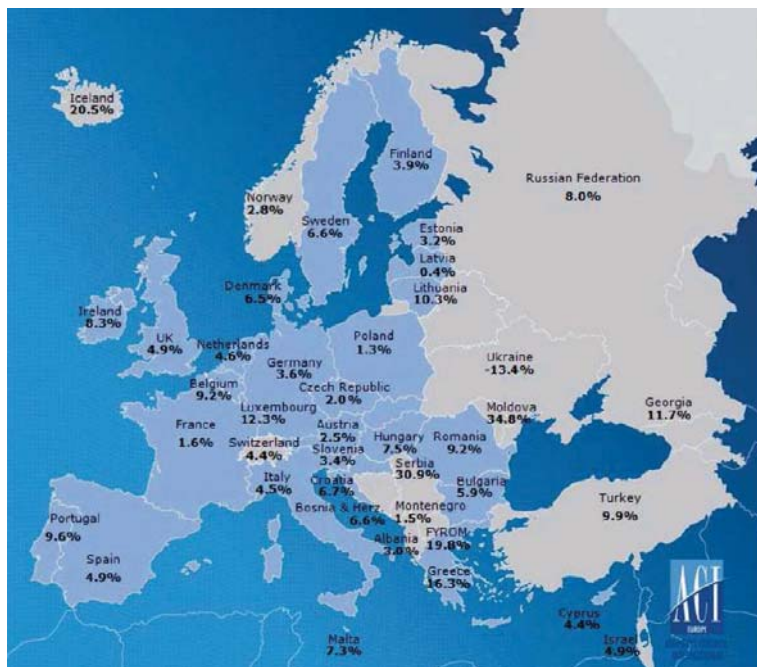 Iceland
20.5%
Finland
3.9%
Russian Federation
8.0%
Norway
2.8%
Sweden
6.6%
Estonia
3.2%
Latvia
0.4%
Lithuania
10.3%
Denmark
6.5%
Ireland
8.3%
UK
4.9%
Netherlands
4.6%
Poland
1.3%
Germany
3.6%
Ukraine
-13.4%
Belgium
9.2%
Czech Republic
2.0%
Luxembourg
12.3%
Moldova
34.8%
Georgia
11.7%
France
1.6%
Austria
2.5%
Switzerland
4.4%
Hungary
7.5%
Romania
9.2%
Slovenia
3.4%
Serbia
30.9%
Italy
4.5%
Croatia
6.7%
Bulgaria
5.9%
Bosnia & Herz.
6.6%
Montenegro
1.5%
Turkey
9.9%
Portugal
9.6%
Albania
3.0%
FYROM
19.8%
Spain
4.9%
Greece
16.3%
Cyprus
4.4%
Israel
4.9%
Malta
7.3%
ACI
EUROPE